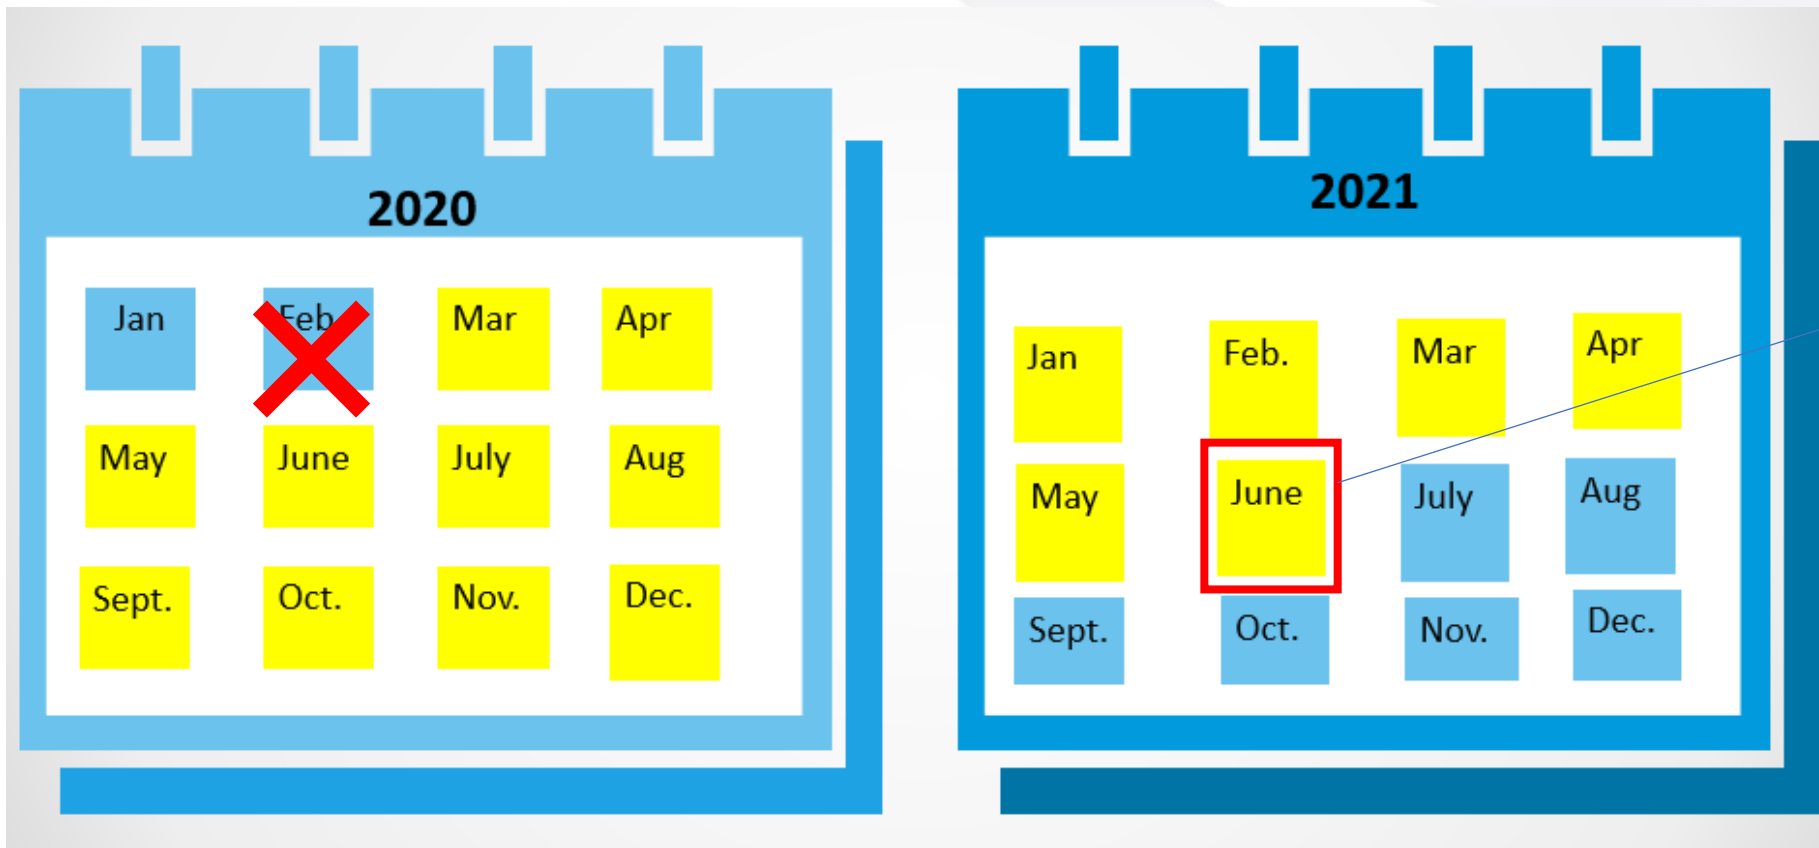 2020
Jan Feb. Mar Apr
May June July Aug
Sept. Oct. Nov. Dec.
2021
Jan Feb. Mar Apr
May June July Aug
Sept. Oct. Nov. Dec.